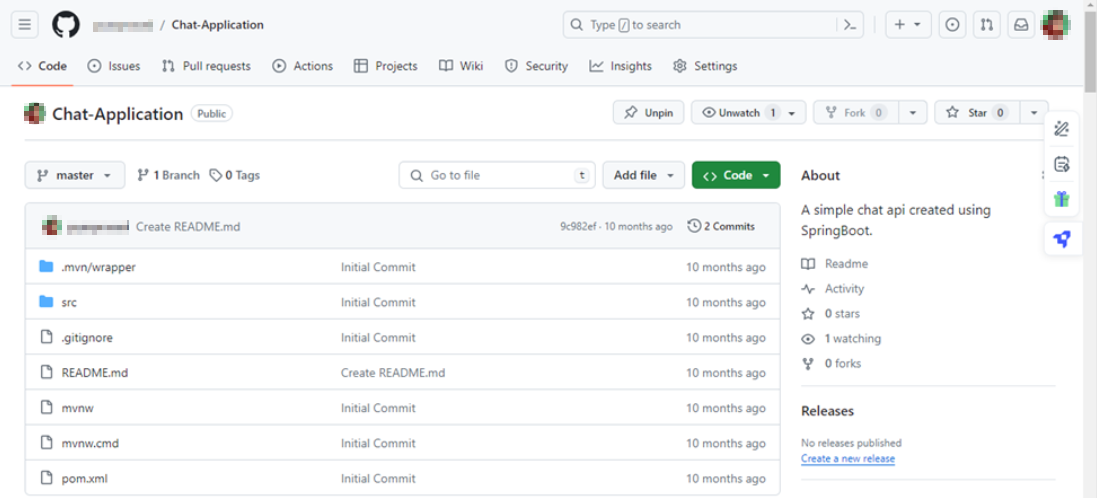 / Chat-Application Type / to search
Code Issues Pull requests Actions Projects Wiki Security Insights Settings
Chat-Application Public Unpin Unwatch 1 Fork 0 Star 0
master 1 Branch 0 Tags Go to file t Add file Code
Create README.md 9c982ef · 10 months ago 2 Commits
.mvn/wrapper Initial Commit 10 months ago
src Initial Commit 10 months ago
.gitignore Initial Commit 10 months ago
README.md Create README.md 10 months ago
mvnw Initial Commit 10 months ago
mvnw.cmd Initial Commit 10 months ago
pom.xml Initial Commit 10 months ago
About
A simple chat api created using
SpringBoot.
Readme
Activity
0 stars
1 watching
0 forks
Releases
No releases published
Create a new release